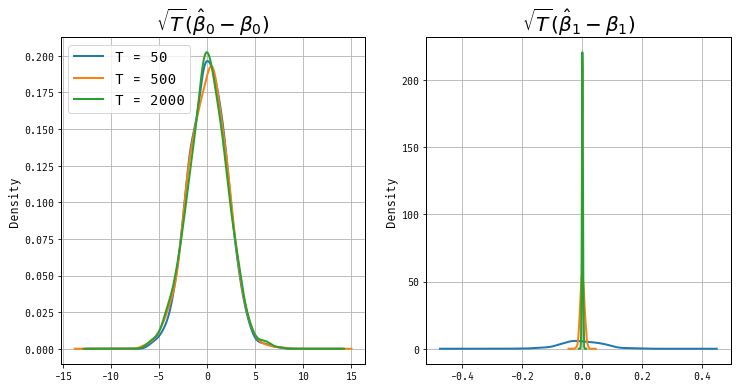 √T(β̂₀ − β₀)
T = 50
T = 500
T = 2000
Density
0.200
0.175
0.150
0.125
0.100
0.075
0.050
0.025
0.000
−15 −10 −5 0 5 10 15
√T(β̂₁ − β₁)
Density
200
150
100
50
0
−0.4 −0.2 0.0 0.2 0.4